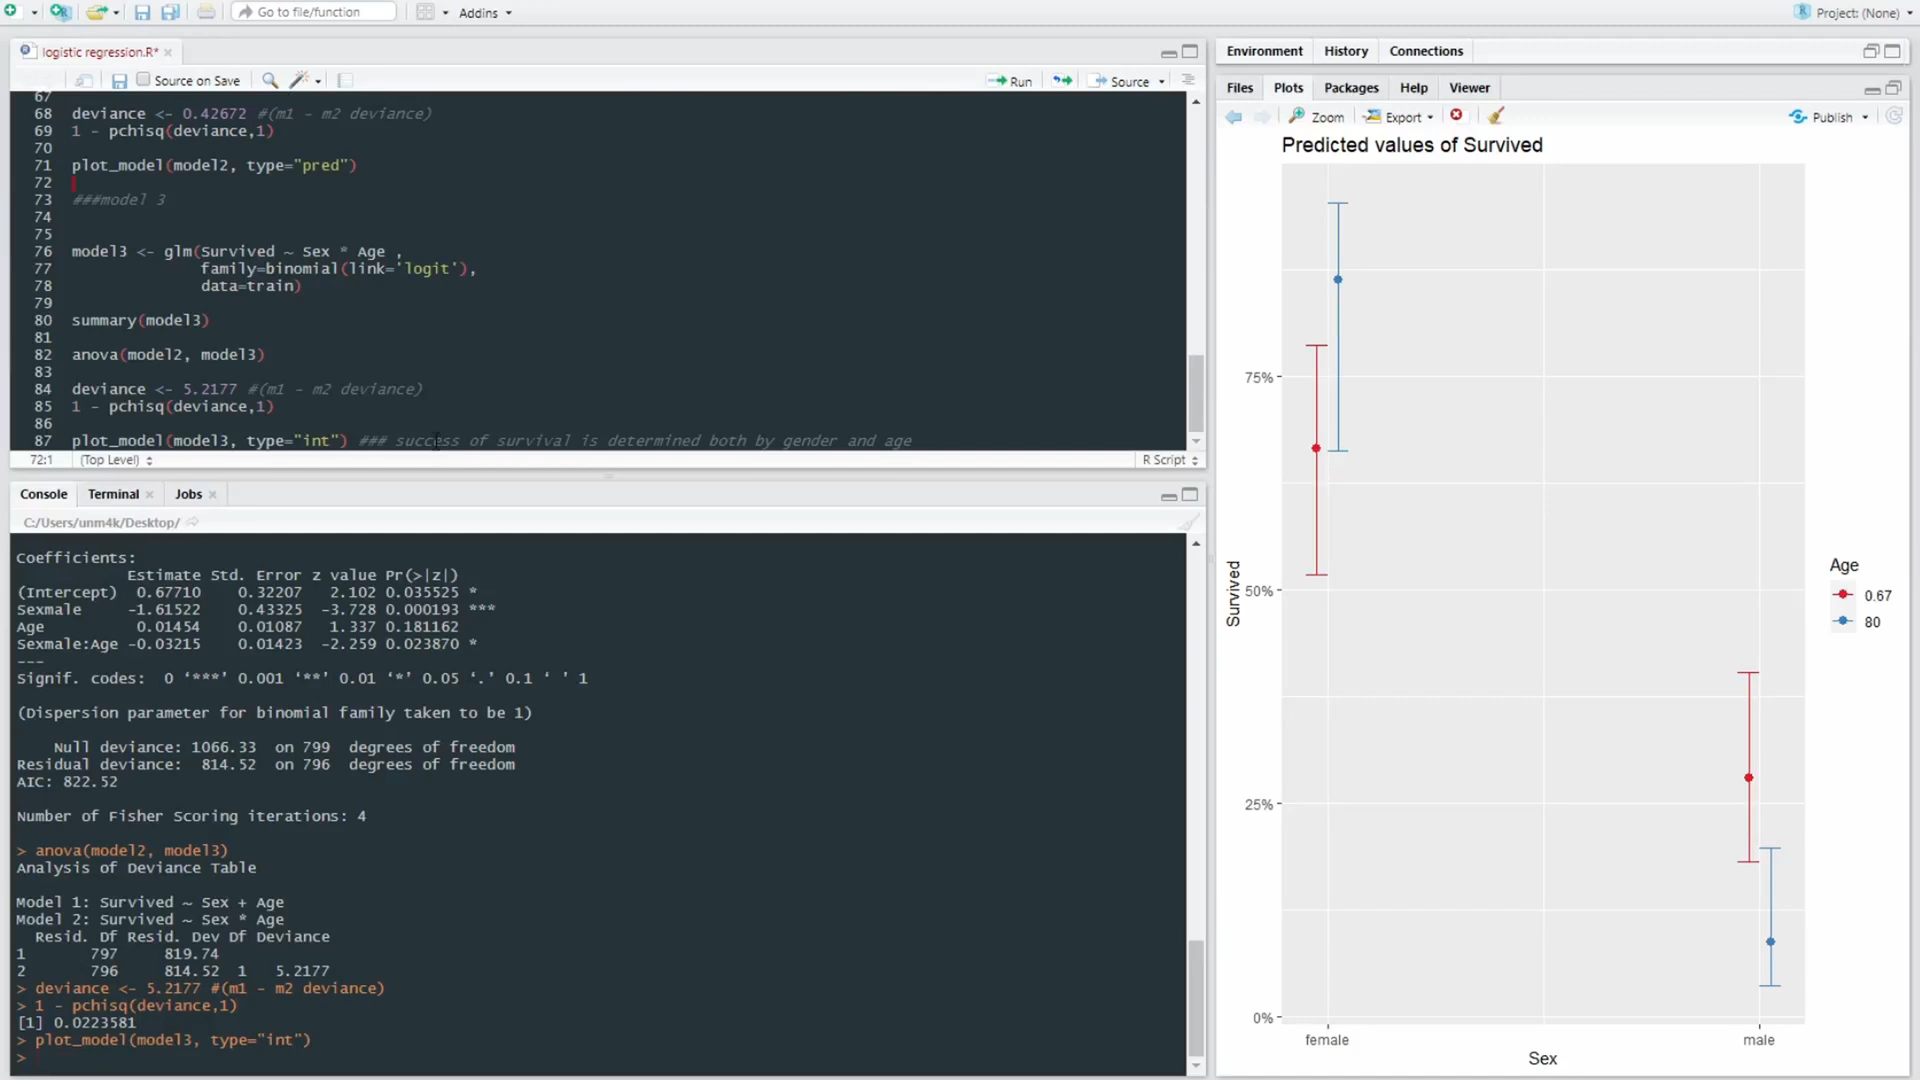 Go to file/function
Addins
Project: (None)
logistic regression.R*
Source on Save
Run
Source
67
68 deviance <- 0.42672 #(m1 - m2 deviance)
69 1 - pchisq(deviance,1)
70
71 plot_model(model2, type="pred")
72
73 ###model 3
74
75
76 model3 <- glm(Survived ~ Sex * Age ,
77 family=binomial(link='logit'),
78 data=train)
79
80 summary(model3)
81
82 anova(model2, model3)
83
84 deviance <- 5.2177 #(m1 - m2 deviance)
85 1 - pchisq(deviance,1)
86
87 plot_model(model3, type="int") ### success of survival is determined both by gender and age
72:1 (Top Level) R Script
Console Terminal Jobs
C:/Users/unm4k/Desktop/
Coefficients:
Estimate Std. Error z value Pr(>|z|)
(Intercept) 0.67710 0.32207 2.102 0.035525 *
Sexmale -1.61522 0.43325 -3.728 0.000193 ***
Age 0.01454 0.01087 1.337 0.181162
Sexmale:Age -0.03215 0.01423 -2.259 0.023870 *
---
Signif. codes: 0 ‘***’ 0.001 ‘**’ 0.01 ‘*’ 0.05 ‘.’ 0.1 ‘ ’ 1
(Dispersion parameter for binomial family taken to be 1)
Null deviance: 1066.33 on 799 degrees of freedom
Residual deviance: 814.52 on 796 degrees of freedom
AIC: 822.52
Number of Fisher Scoring iterations: 4
> anova(model2, model3)
Analysis of Deviance Table
Model 1: Survived ~ Sex + Age
Model 2: Survived ~ Sex * Age
Resid. Df Resid. Dev Df Deviance
1 797 819.74
2 796 814.52 1 5.2177
> deviance <- 5.2177 #(m1 - m2 deviance)
> 1 - pchisq(deviance,1)
[1] 0.0223581
> plot_model(model3, type="int")
>
Environment History Connections
Files Plots Packages Help Viewer
Zoom Export Publish
Predicted values of Survived
75%
50%
25%
0%
Survived
female male
Sex
Age
0.67
80